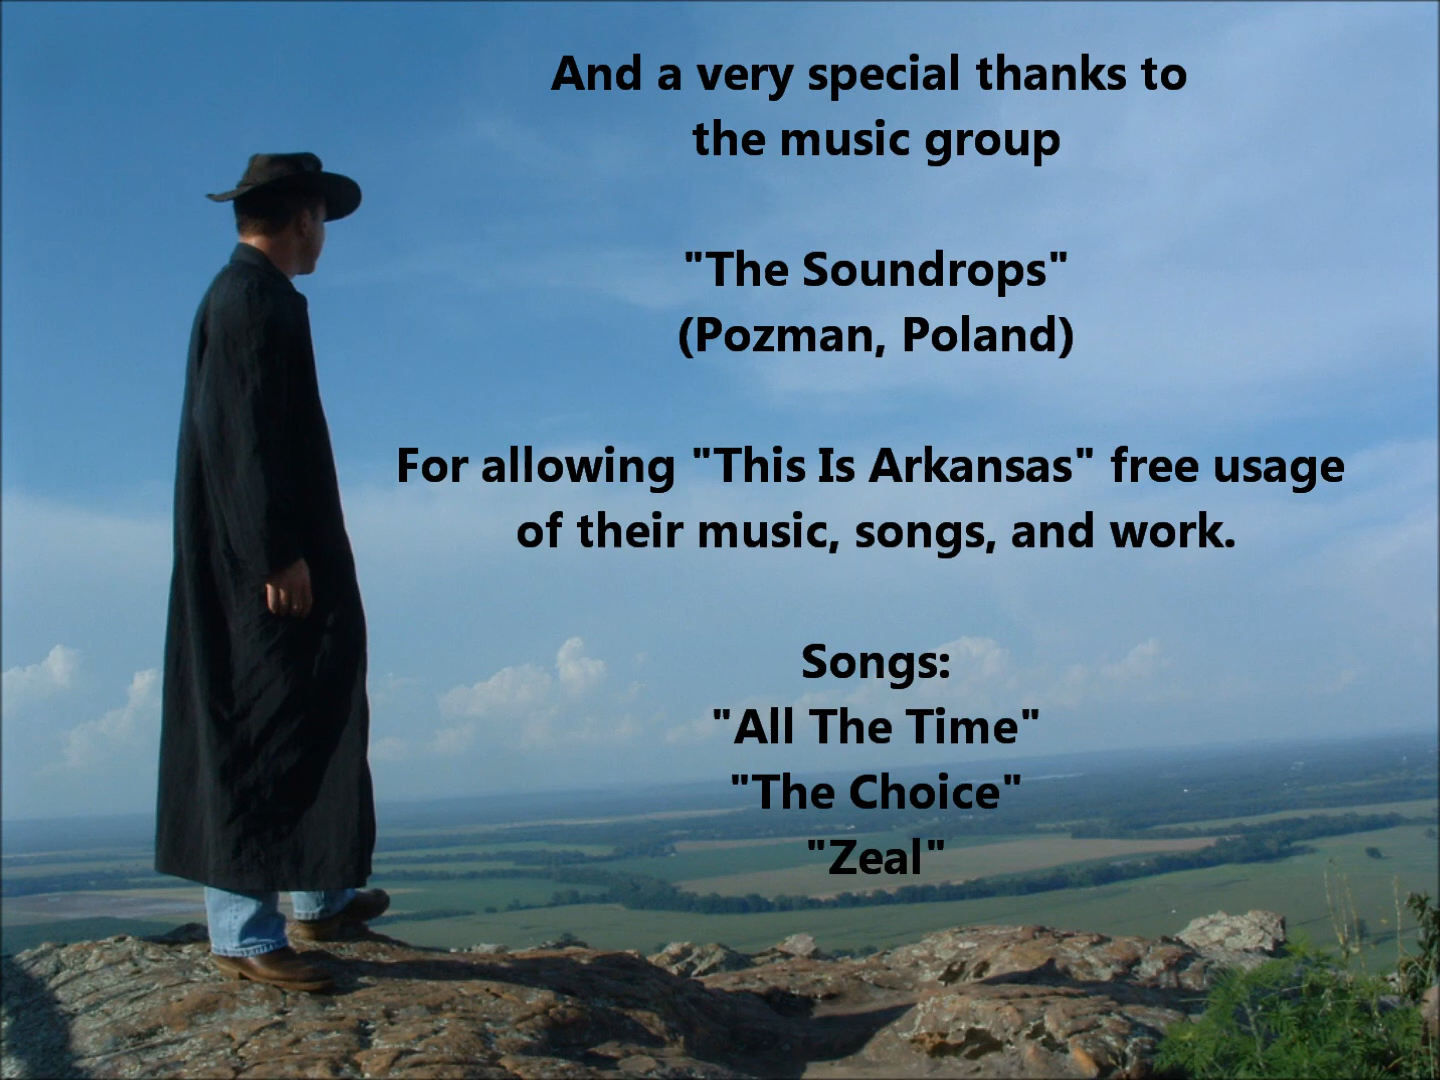 And a very special thanks to
the music group
"The Soundrops"
(Pozman, Poland)
For allowing "This Is Arkansas" free usage
of their music, songs, and work.
Songs:
"All The Time"
"The Choice"
"Zeal"